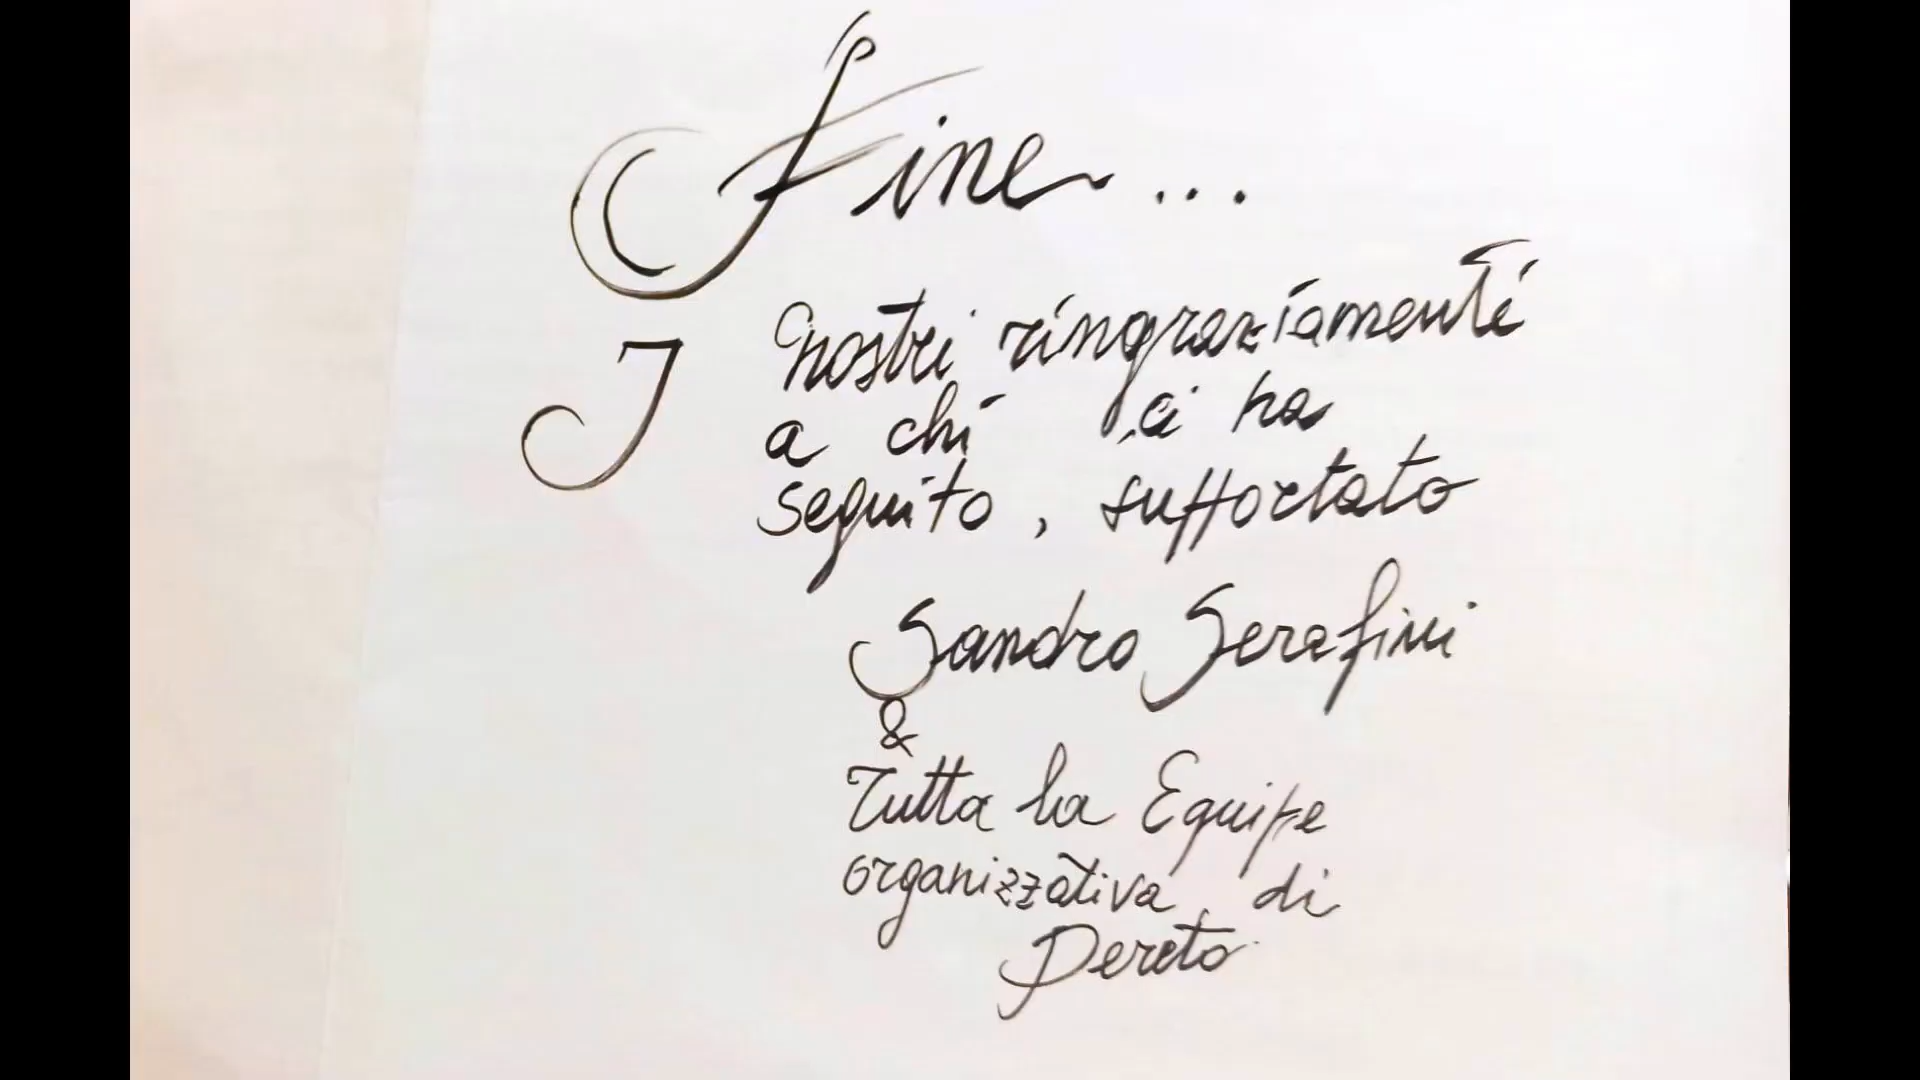 Fine...
I nostri ringraziamenti
a chi ci ha
seguito, supportato
Sandro Serafini
&
Tutta la Equipe
organizzativa di
Pereto